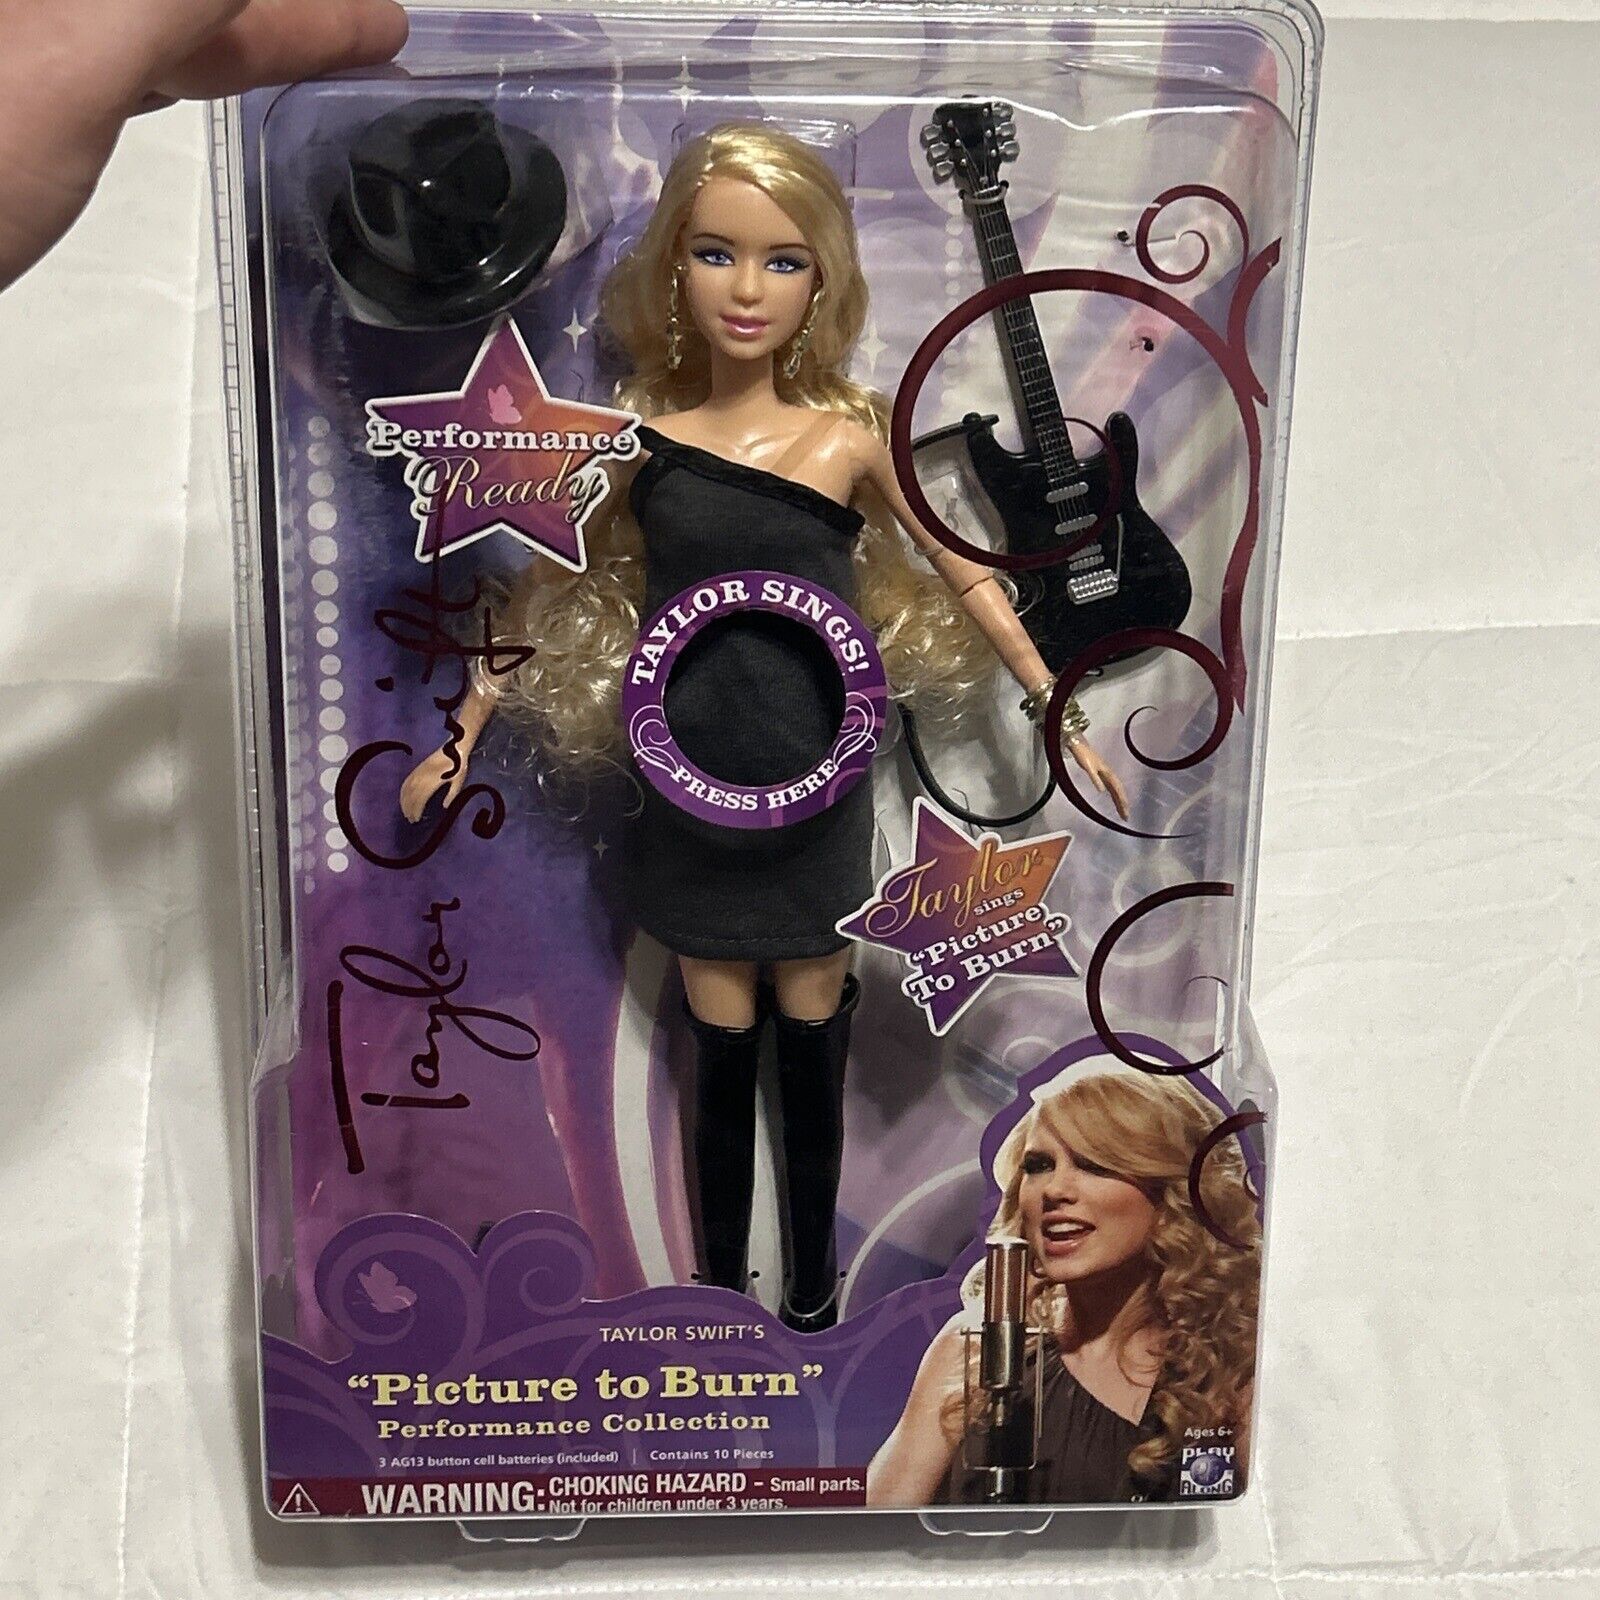 Performance
Ready
Taylor Swift
TAYLOR SINGS!
PRESS HERE
Taylor
sings
“Picture
To Burn”
TAYLOR SWIFT'S
“Picture to Burn”
Performance Collection
3 AG13 button cell batteries (included) | Contains 10 Pieces
WARNING: CHOKING HAZARD - Small parts.
Not for children under 3 years.
Ages 6+
PLAY
ALONG